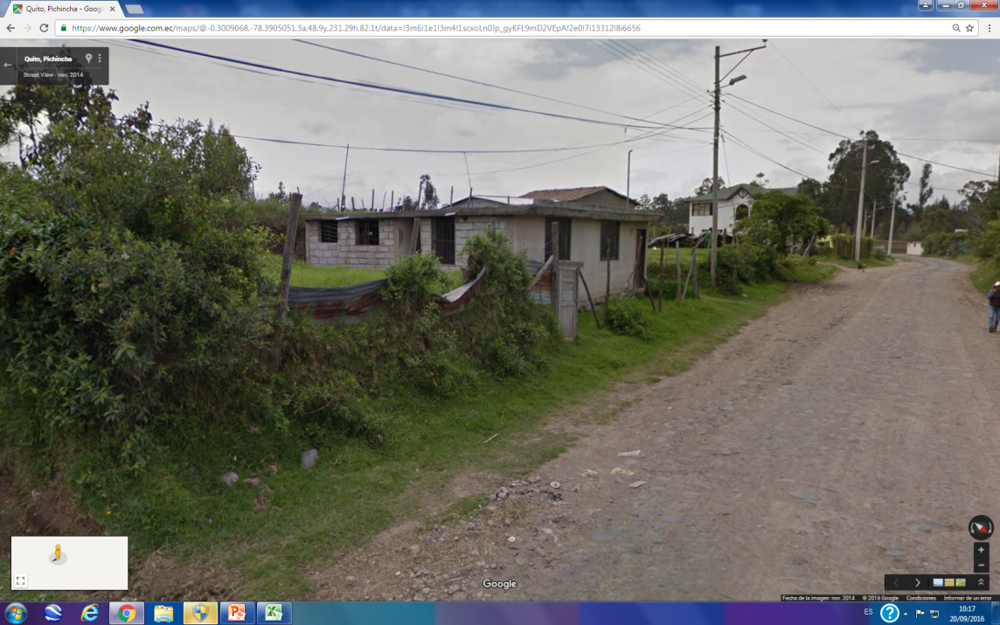 Quito, Pichincha - Goog
https://www.google.com.ec/maps/@-0.3009068,-78.3905051,3a,48.9y,231.29h,82.1t/data=!3m6!1e1!3m4!1scxoLn0Jp_gyKFL9mD2VEpA!2e0!7i13312!8i6656
Quito, Pichincha
Street View - nov. 2014
Google
Fecha de la imagen: nov. 2014 © 2016 Google Condiciones Informar de un error
ES
10:17
20/09/2016